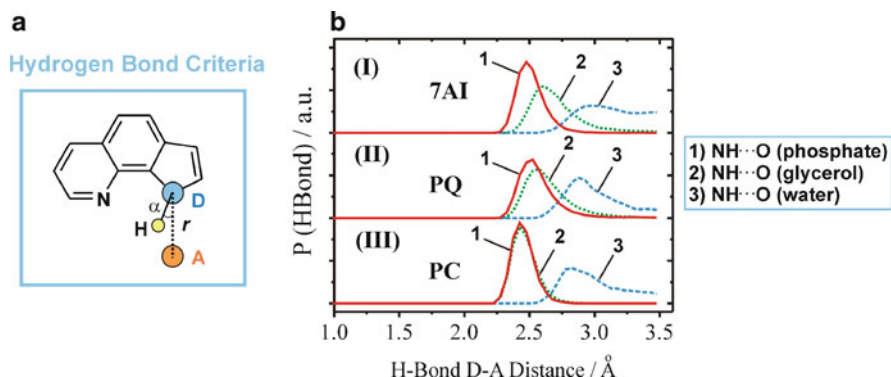 a
Hydrogen Bond Criteria
N
α
D
H
r
A
b
P (HBond) / a.u.
(I)
1
2
3
7AI
(II)
1
2
3
PQ
(III)
1
2
3
PC
1.0 1.5 2.0 2.5 3.0 3.5
H-Bond D-A Distance / Å
1) NH···O (phosphate)
2) NH···O (glycerol)
3) NH···O (water)